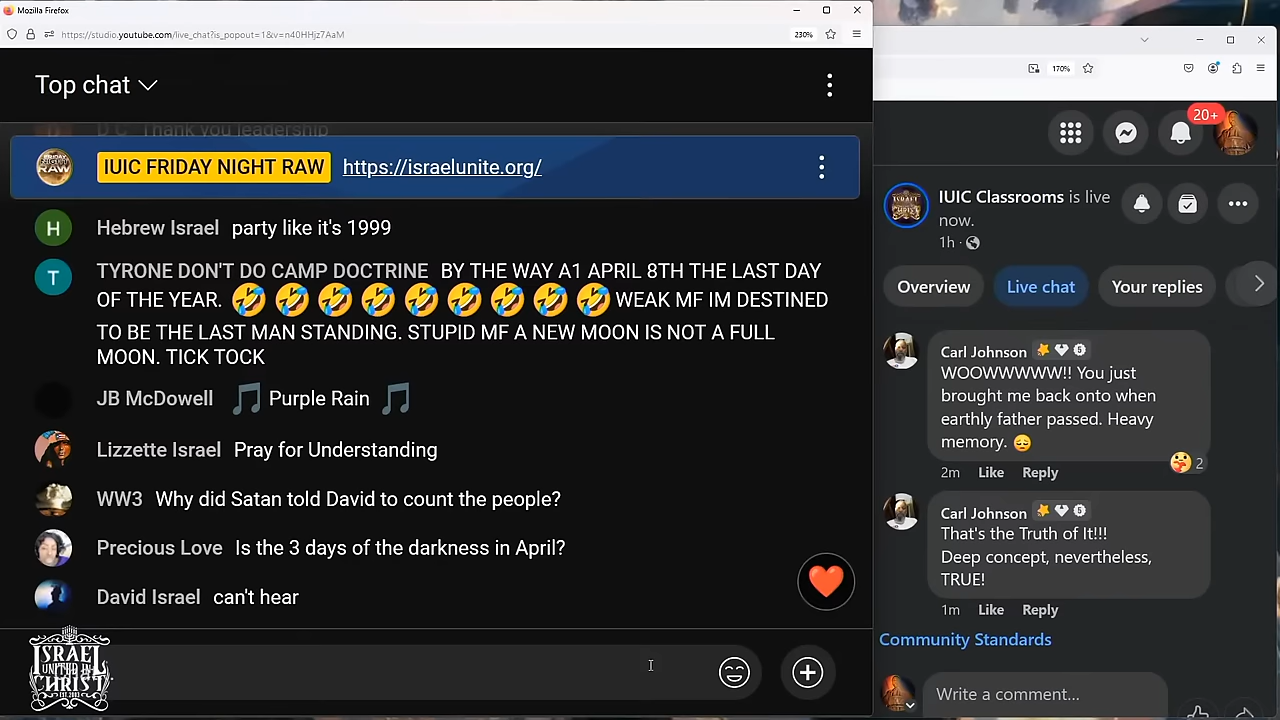 Mozilla Firefox
https://studio.youtube.com/live_chat?is_popout=1&v=n40HHjz7AaM
230%
Top chat
D C Thank you leadership
IUIC FRIDAY NIGHT RAW https://israelunite.org/
H Hebrew Israel party like it's 1999
T TYRONE DON'T DO CAMP DOCTRINE BY THE WAY A1 APRIL 8TH THE LAST DAY
OF THE YEAR. 🤣🤣🤣🤣🤣🤣🤣🤣🤣 WEAK MF IM DESTINED
TO BE THE LAST MAN STANDING. STUPID MF A NEW MOON IS NOT A FULL
MOON. TICK TOCK
JB McDowell 🎵 Purple Rain 🎵
Lizzette Israel Pray for Understanding
WW3 Why did Satan told David to count the people?
Precious Love Is the 3 days of the darkness in April?
David Israel can't hear
ISRAEL
UNITED IN
CHRIST
EST. 2003
170%
20+
IUIC Classrooms is live
now.
1h
Overview
Live chat
Your replies
Carl Johnson
WOOWWWWW!! You just
brought me back onto when
earthly father passed. Heavy
memory. 😔
2m Like Reply 2
Carl Johnson
That's the Truth of It!!!
Deep concept, nevertheless,
TRUE!
1m Like Reply
Community Standards
Write a comment...